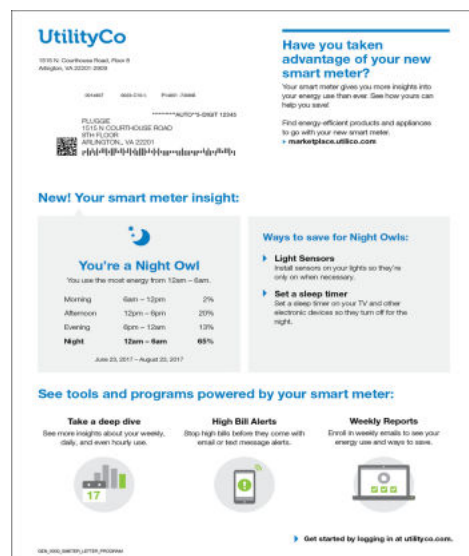 UtilityCo
1515 N. Courthouse Road, Floor 8
Arlington, VA 22201-2909
Have you taken
advantage of your new
smart meter?
Your smart meter gives you more insights into
your energy use than ever. See how yours can
help you save!
Find energy-efficient products and appliances
to go with your new smart meter.
marketplace.utilico.com
AUTO**5-DIGIT 12345
PLUGGIE
1515 N COURTHOUSE ROAD
8TH FLOOR
ARLINGTON, VA 22201
New! Your smart meter insight:
You're a Night Owl
You use the most energy from 12am – 6am.
Morning 6am – 12pm 2%
Afternoon 12pm – 6pm 20%
Evening 6pm – 12am 13%
Night 12am – 6am 65%
June 23, 2017 – August 22, 2017
Ways to save for Night Owls:
Light Sensors
Install sensors on your lights so they're
only on when necessary.
Set a sleep timer
Set a sleep timer on your TV and other
electronic devices so they turn off for the
night.
See tools and programs powered by your smart meter:
Take a deep dive
See more insights about your weekly,
daily, and even hourly use.
17
High Bill Alerts
Stop high bills before they come with
email or text message alerts.
Weekly Reports
Enroll in weekly emails to see your
energy use and ways to save.
Get started by logging in at utilityco.com.